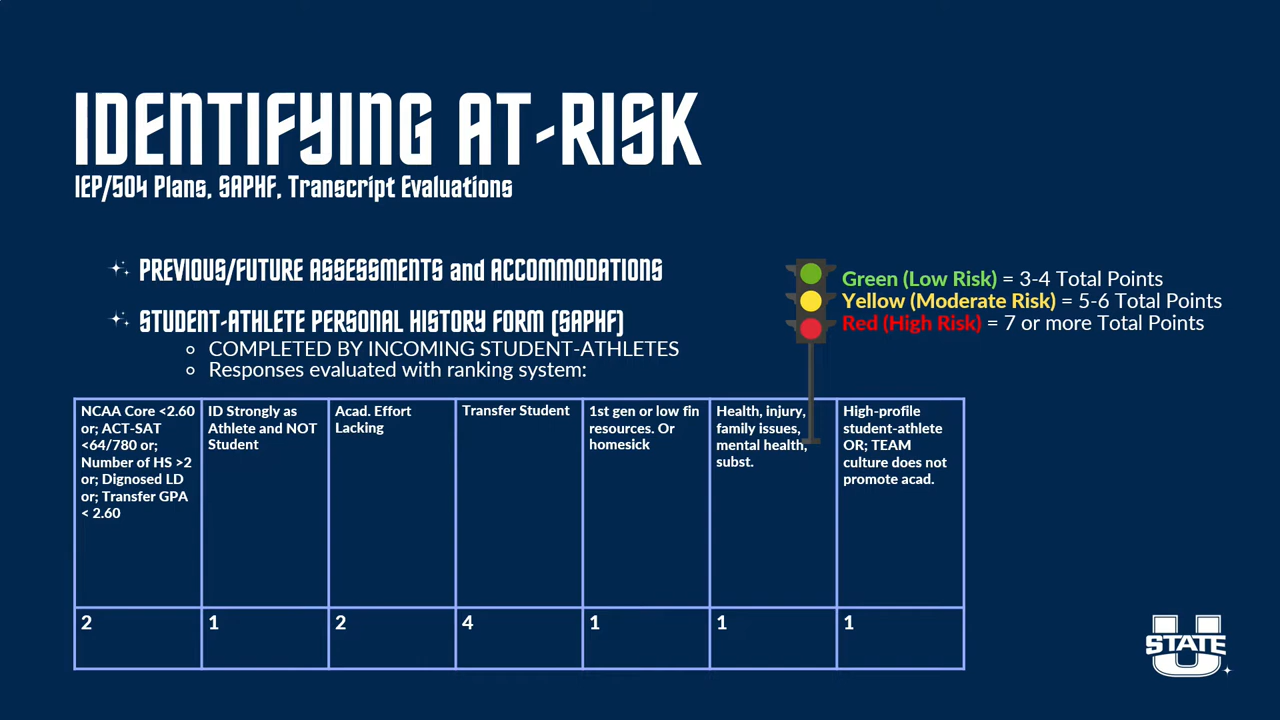 IDENTIFYING AT-RISK
IEP/504 Plans, SAPHF, Transcript Evaluations
PREVIOUS/FUTURE ASSESSMENTS and ACCOMMODATIONS
STUDENT-ATHLETE PERSONAL HISTORY FORM (SAPHF)
COMPLETED BY INCOMING STUDENT-ATHLETES
Responses evaluated with ranking system:
Green (Low Risk) = 3-4 Total Points
Yellow (Moderate Risk) = 5-6 Total Points
Red (High Risk) = 7 or more Total Points
NCAA Core <2.60
or; ACT-SAT
<64/780 or;
Number of HS >2
or; Dignosed LD
or; Transfer GPA
< 2.60
ID Strongly as
Athlete and NOT
Student
Acad. Effort
Lacking
Transfer Student
1st gen or low fin
resources. Or
homesick
Health, injury,
family issues,
mental health,
subst.
High-profile
student-athlete
OR; TEAM
culture does not
promote acad.
2
1
2
4
1
1
1
U STATE